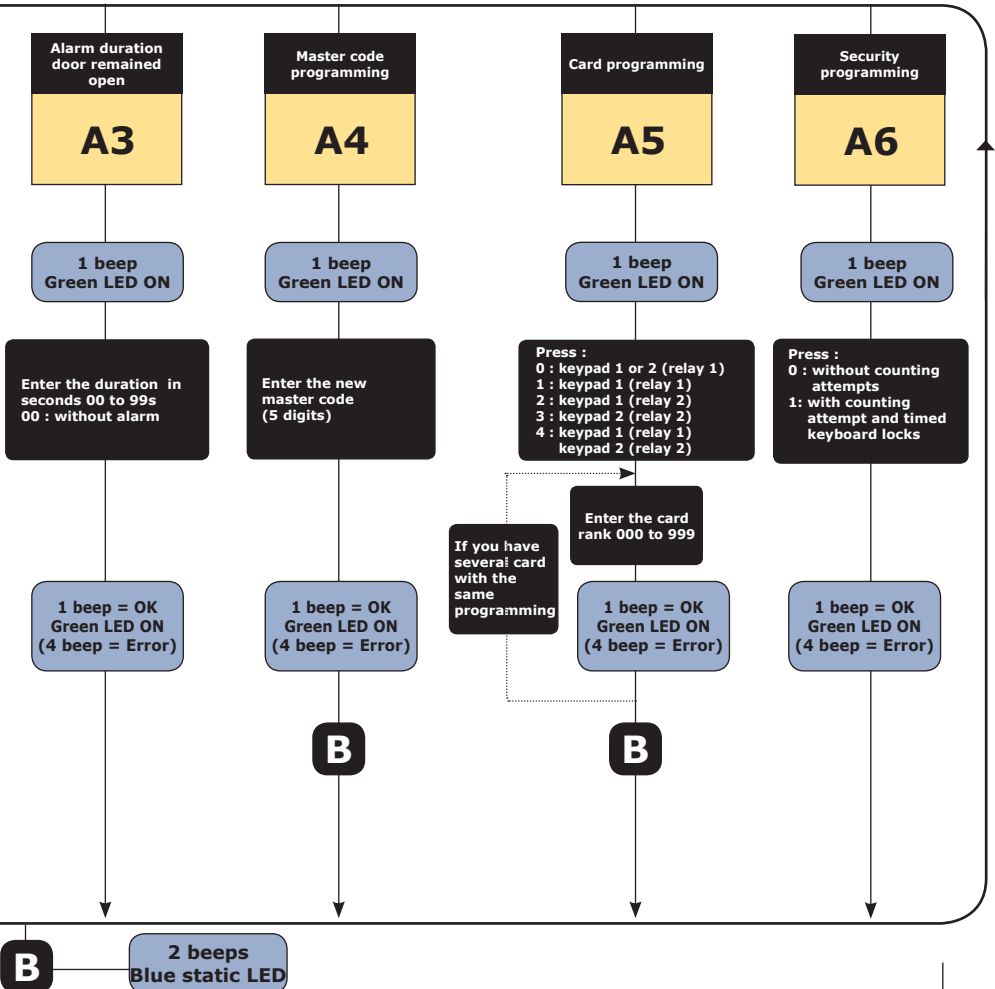 Alarm duration
door remained
open
A3
1 beep
Green LED ON
Enter the duration in
seconds 00 to 99s
00 : without alarm
1 beep = OK
Green LED ON
(4 beep = Error)
Master code
programming
A4
1 beep
Green LED ON
Enter the new
master code
(5 digits)
1 beep = OK
Green LED ON
(4 beep = Error)
B
Card programming
A5
1 beep
Green LED ON
Press :
0 : keypad 1 or 2 (relay 1)
1 : keypad 1 (relay 1)
2 : keypad 1 (relay 2)
3 : keypad 2 (relay 2)
4 : keypad 1 (relay 1)
keypad 2 (relay 2)
Enter the card
rank 000 to 999
If you have
several card
with the
same
programming
1 beep = OK
Green LED ON
(4 beep = Error)
B
Security
programming
A6
1 beep
Green LED ON
Press :
0 : without counting
attempts
1: with counting
attempt and timed
keyboard locks
1 beep = OK
Green LED ON
(4 beep = Error)
B
2 beeps
Blue static LED